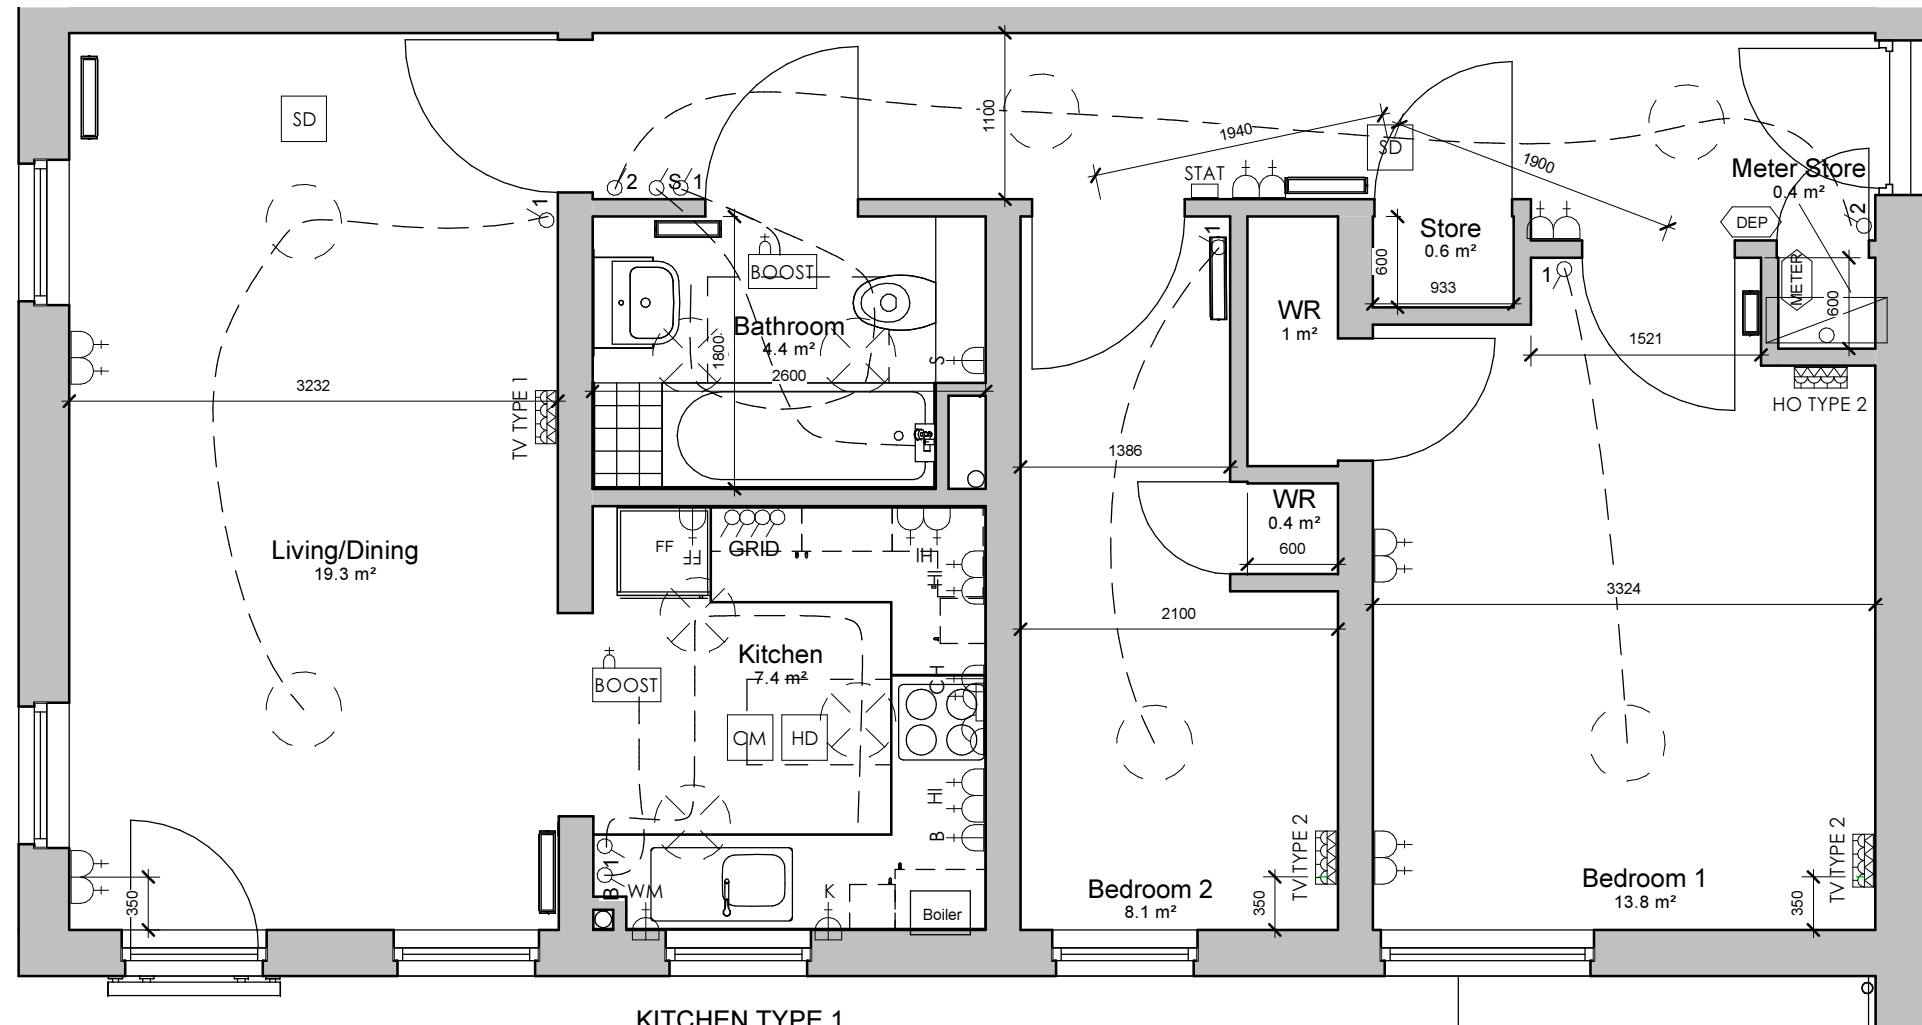 SD
1100
1940
SD
1900
STAT
Meter Store
0.4 m²
DEP
2
METER
600
2
S
1
1
BOOST
Bathroom
4.4 m²
1800
2600
S
1
Store
0.6 m²
600
933
WR
1 m²
1
1521
HO TYPE 2
3232
TV TYPE 1
1386
WR
0.4 m²
600
Living/Dining
19.3 m²
FF
FF
GRID
HI
HI
Kitchen
7.4 m²
BOOST
CM
HD
CH
HI
B
2100
3324
1
B
WM
K
Boiler
350
Bedroom 2
8.1 m²
TV TYPE 2
350
Bedroom 1
13.8 m²
TV TYPE 2
350
KITCHEN TYPE 1